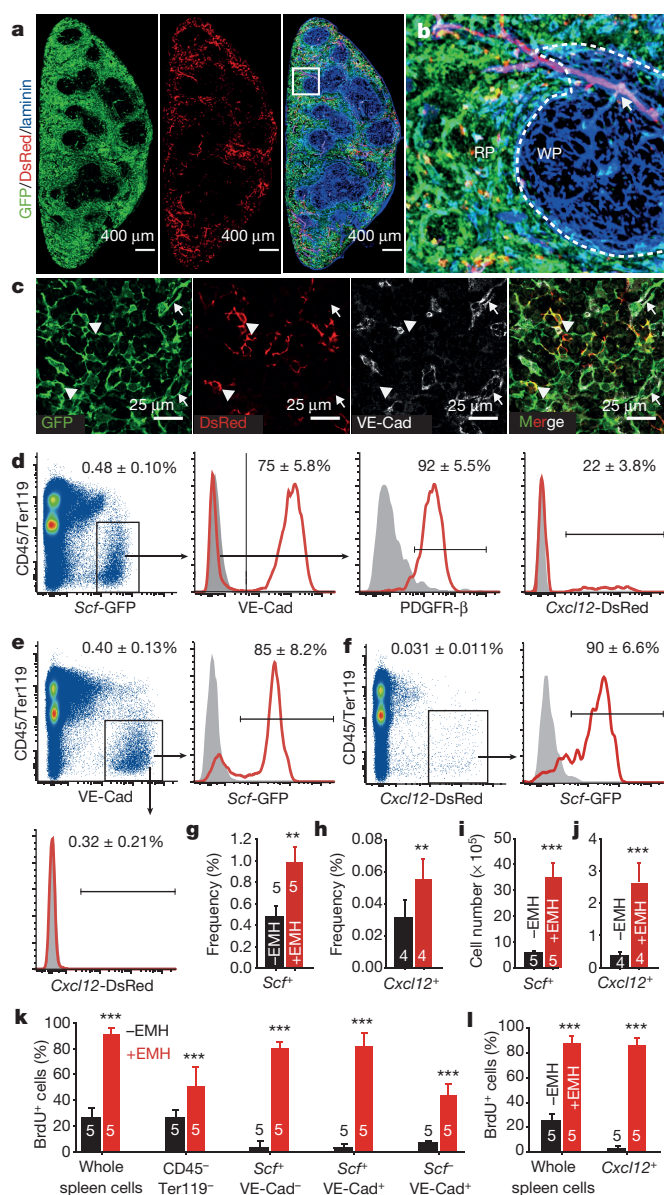 a
b
GFP/DsRed/laminin
400 μm
400 μm
400 μm
RP
WP
c
25 μm
25 μm
25 μm
25 μm
GFP
DsRed
VE-Cad
Merge
d
0.48 ± 0.10%
75 ± 5.8%
92 ± 5.5%
22 ± 3.8%
CD45/Ter119
Scf-GFP
VE-Cad
PDGFR-β
Cxcl12-DsRed
e
0.40 ± 0.13%
85 ± 8.2%
CD45/Ter119
VE-Cad
Scf-GFP
0.32 ± 0.21%
Cxcl12-DsRed
f
0.031 ± 0.011%
90 ± 6.6%
CD45/Ter119
Cxcl12-DsRed
Scf-GFP
g
Frequency (%)
1.2
1.0
0.8
0.6
0.4
0.2
0.0
**
5
5
−EMH
+EMH
Scf+
h
Frequency (%)
0.08
0.06
0.04
0.02
0.00
**
4
4
Cxcl12+
i
Cell number (× 10⁵)
50
40
30
20
10
0
***
−EMH
+EMH
5
5
Scf+
j
4
3
2
1
0
***
−EMH
+EMH
4
4
Cxcl12+
k
BrdU+ cells (%)
100
80
60
40
20
0
−EMH
+EMH
*** *** *** *** ***
5 5 5 5 5 5 5 5 5 5
Whole spleen cells
CD45− Ter119−
Scf+ VE-Cad−
Scf+ VE-Cad+
Scf− VE-Cad+
l
BrdU+ cells (%)
100
80
60
40
20
0
*** ***
−EMH
+EMH
5 5 5 5
Whole spleen cells
Cxcl12+